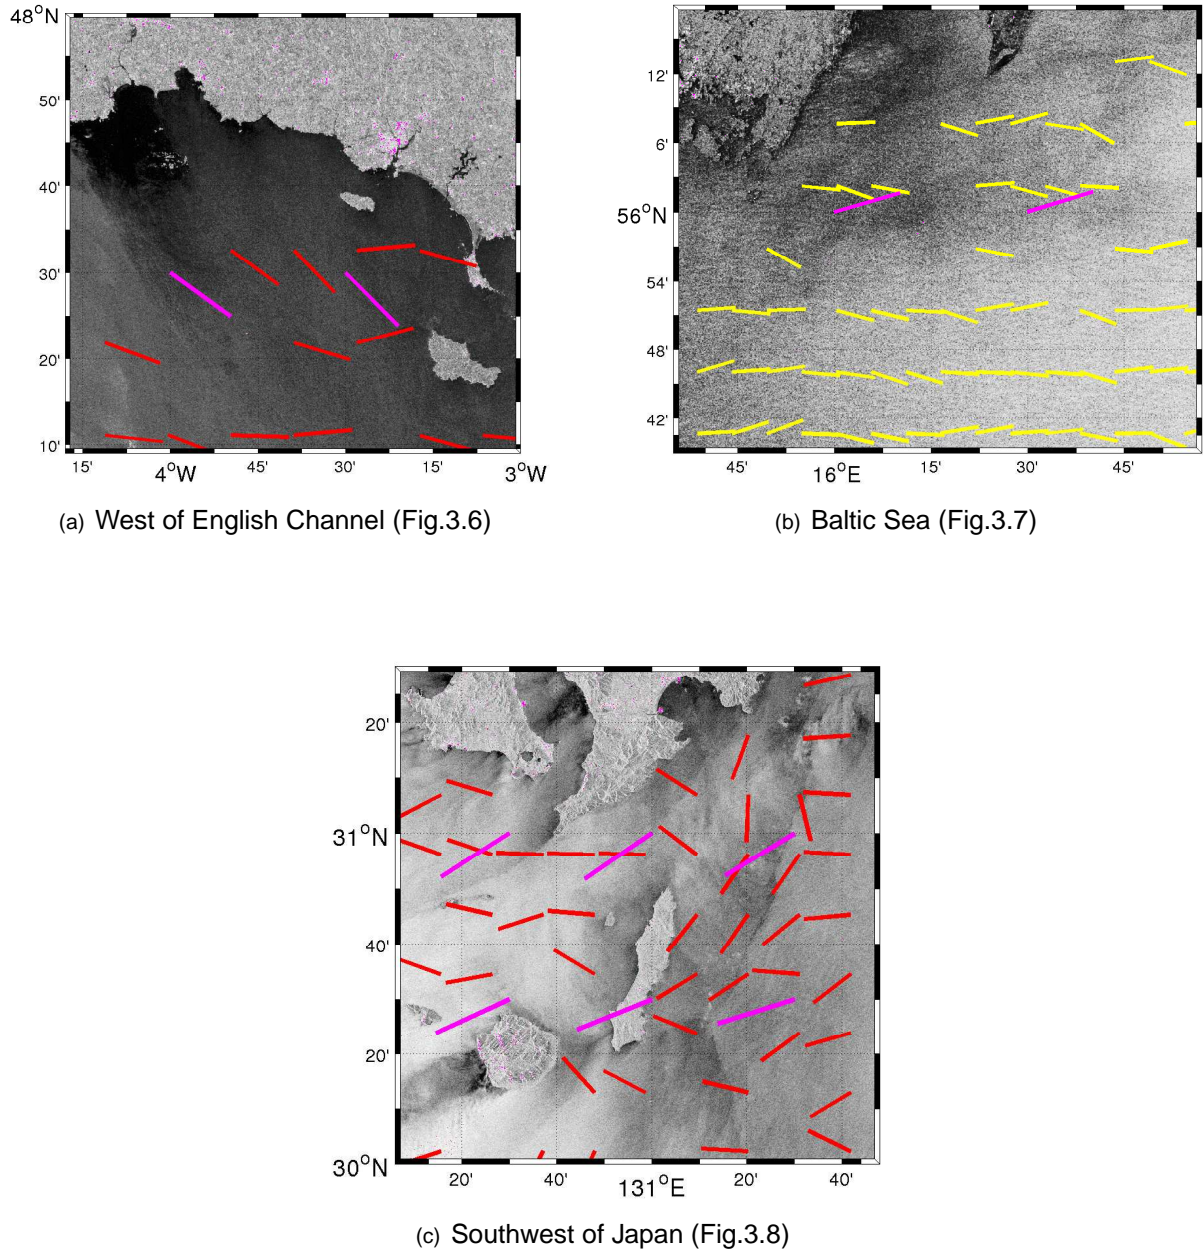 48°N
50'
40'
30'
20'
10'
15' 4°W 45' 30' 15' 3°W
(a) West of English Channel (Fig.3.6)
12'
6'
56°N
54'
48'
42'
45' 16°E 15' 30' 45'
(b) Baltic Sea (Fig.3.7)
20'
31°N
40'
20'
30°N
20' 40' 131°E 20' 40'
(c) Southwest of Japan (Fig.3.8)